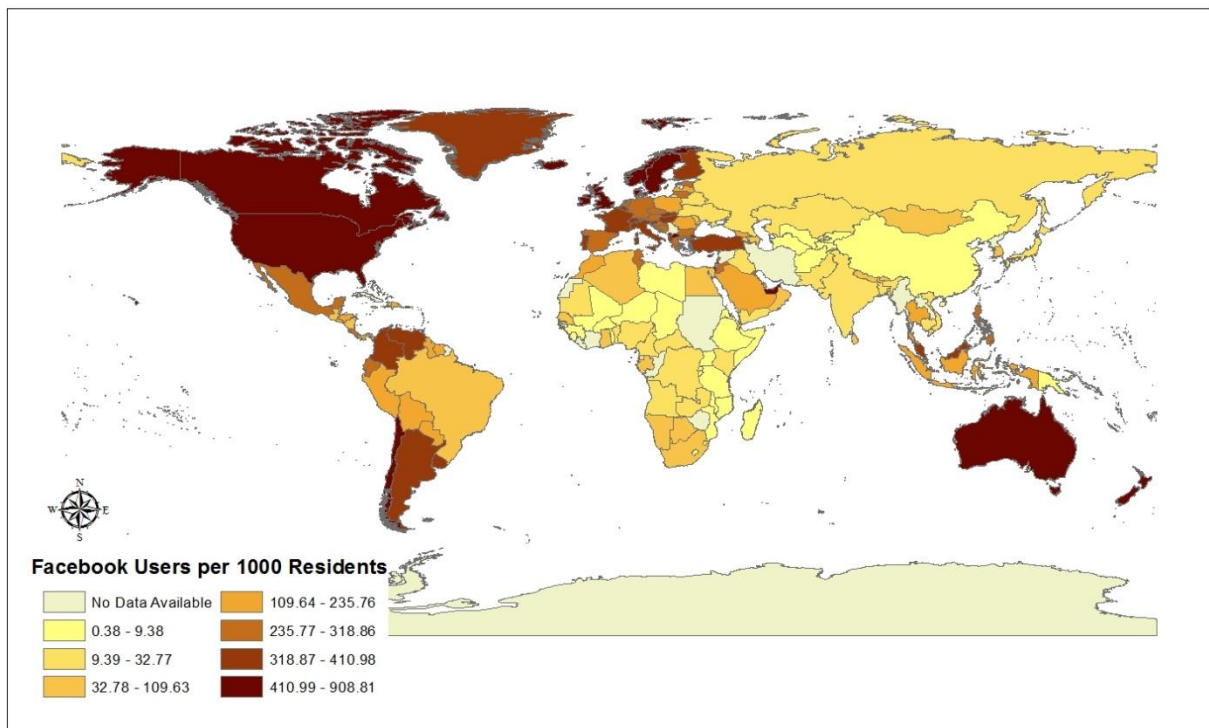 N
W E
S
Facebook Users per 1000 Residents
No Data Available
0.38 - 9.38
9.39 - 32.77
32.78 - 109.63
109.64 - 235.76
235.77 - 318.86
318.87 - 410.98
410.99 - 908.81